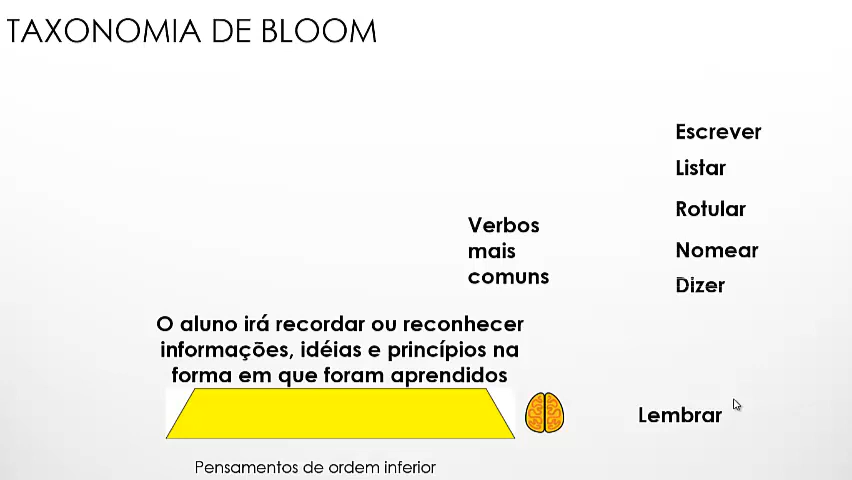 TAXONOMIA DE BLOOM
Escrever
Listar
Rotular
Nomear
Dizer
Verbos
mais
comuns
O aluno irá recordar ou reconhecer
informações, idéias e princípios na
forma em que foram aprendidos
Lembrar
Pensamentos de ordem inferior